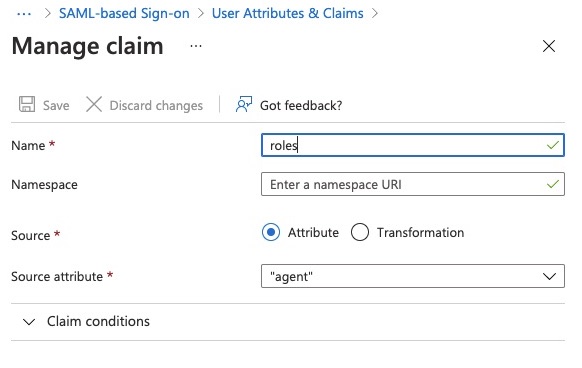 ... > SAML-based Sign-on > User Attributes & Claims >
Manage claim ...
Save Discard changes Got feedback?
Name * roles
Namespace Enter a namespace URI
Source * Attribute Transformation
Source attribute * "agent"
Claim conditions